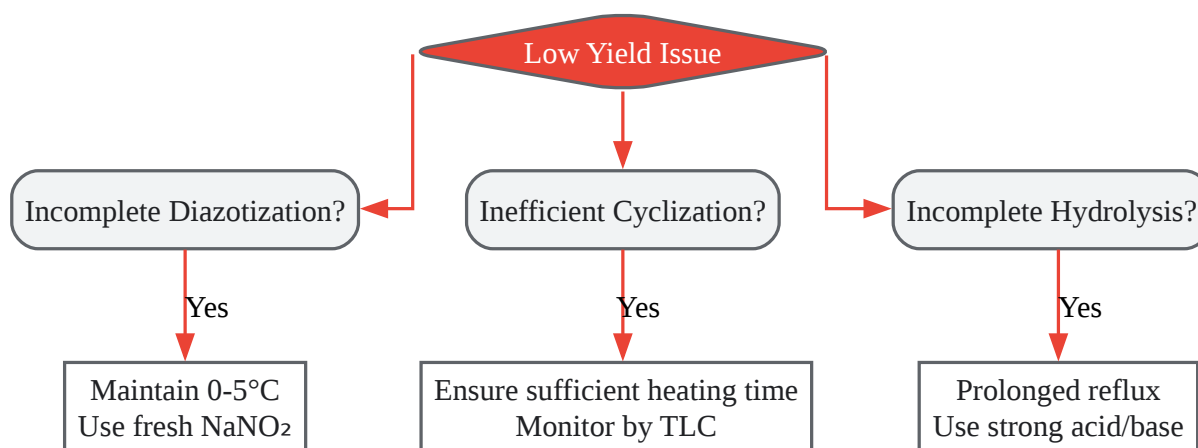 Low Yield Issue
Incomplete Diazotization?
Inefficient Cyclization?
Incomplete Hydrolysis?
Yes
Yes
Yes
Maintain 0-5°C
Use fresh NaNO₂
Ensure sufficient heating time
Monitor by TLC
Prolonged reflux
Use strong acid/base